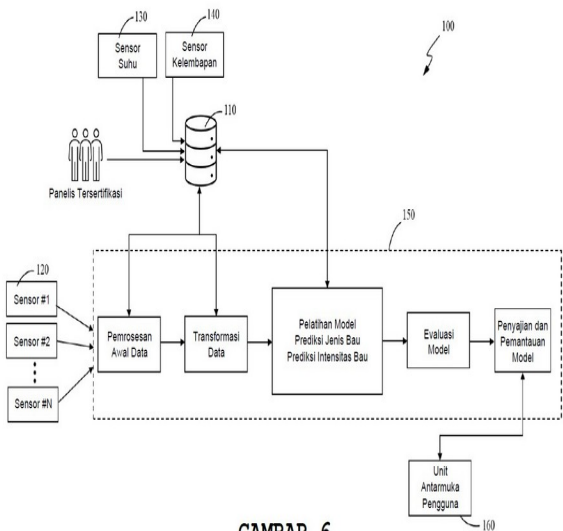 130
Sensor
Suhu
140
Sensor
Kelembapan
100
110
Panelis Tersertifikasi
150
120
Sensor #1
Sensor #2
Sensor #N
Pemrosesan
Awal Data
Transformasi
Data
Pelatihan Model
Prediksi Jenis Bau
Prediksi Intensitas Bau
Evaluasi
Model
Penyajian dan
Pemantauan
Model
Unit
Antarmuka
Pengguna
160
GAMBAR 6